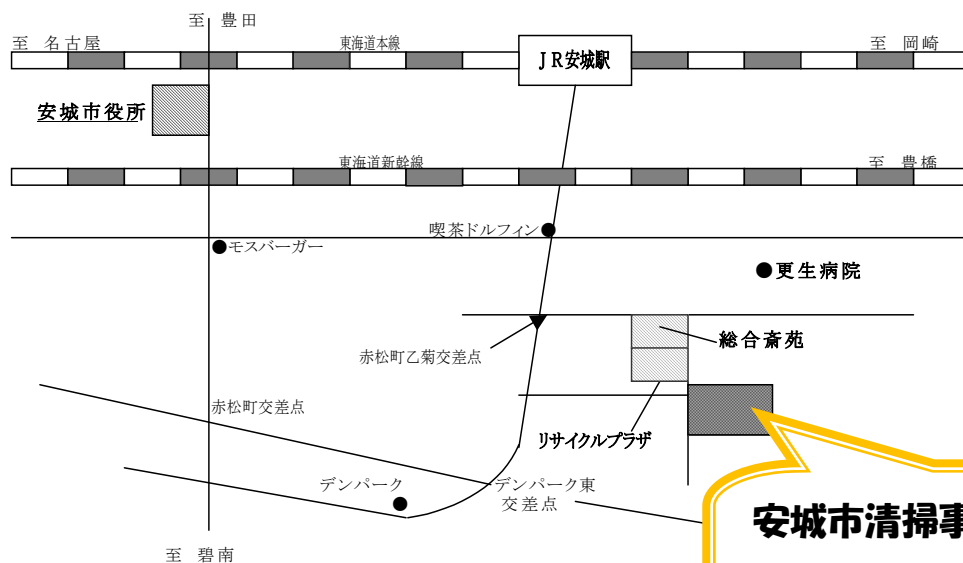 至 豊田
至 名古屋
東海道本線
ＪＲ安城駅
至 岡崎
安城市役所
東海道新幹線
至 豊橋
喫茶ドルフィン
モスバーガー
更生病院
総合斎苑
赤松町乙菊交差点
赤松町交差点
リサイクルプラザ
デンパーク
デンパーク東
交差点
安城市清掃事
至 碧南